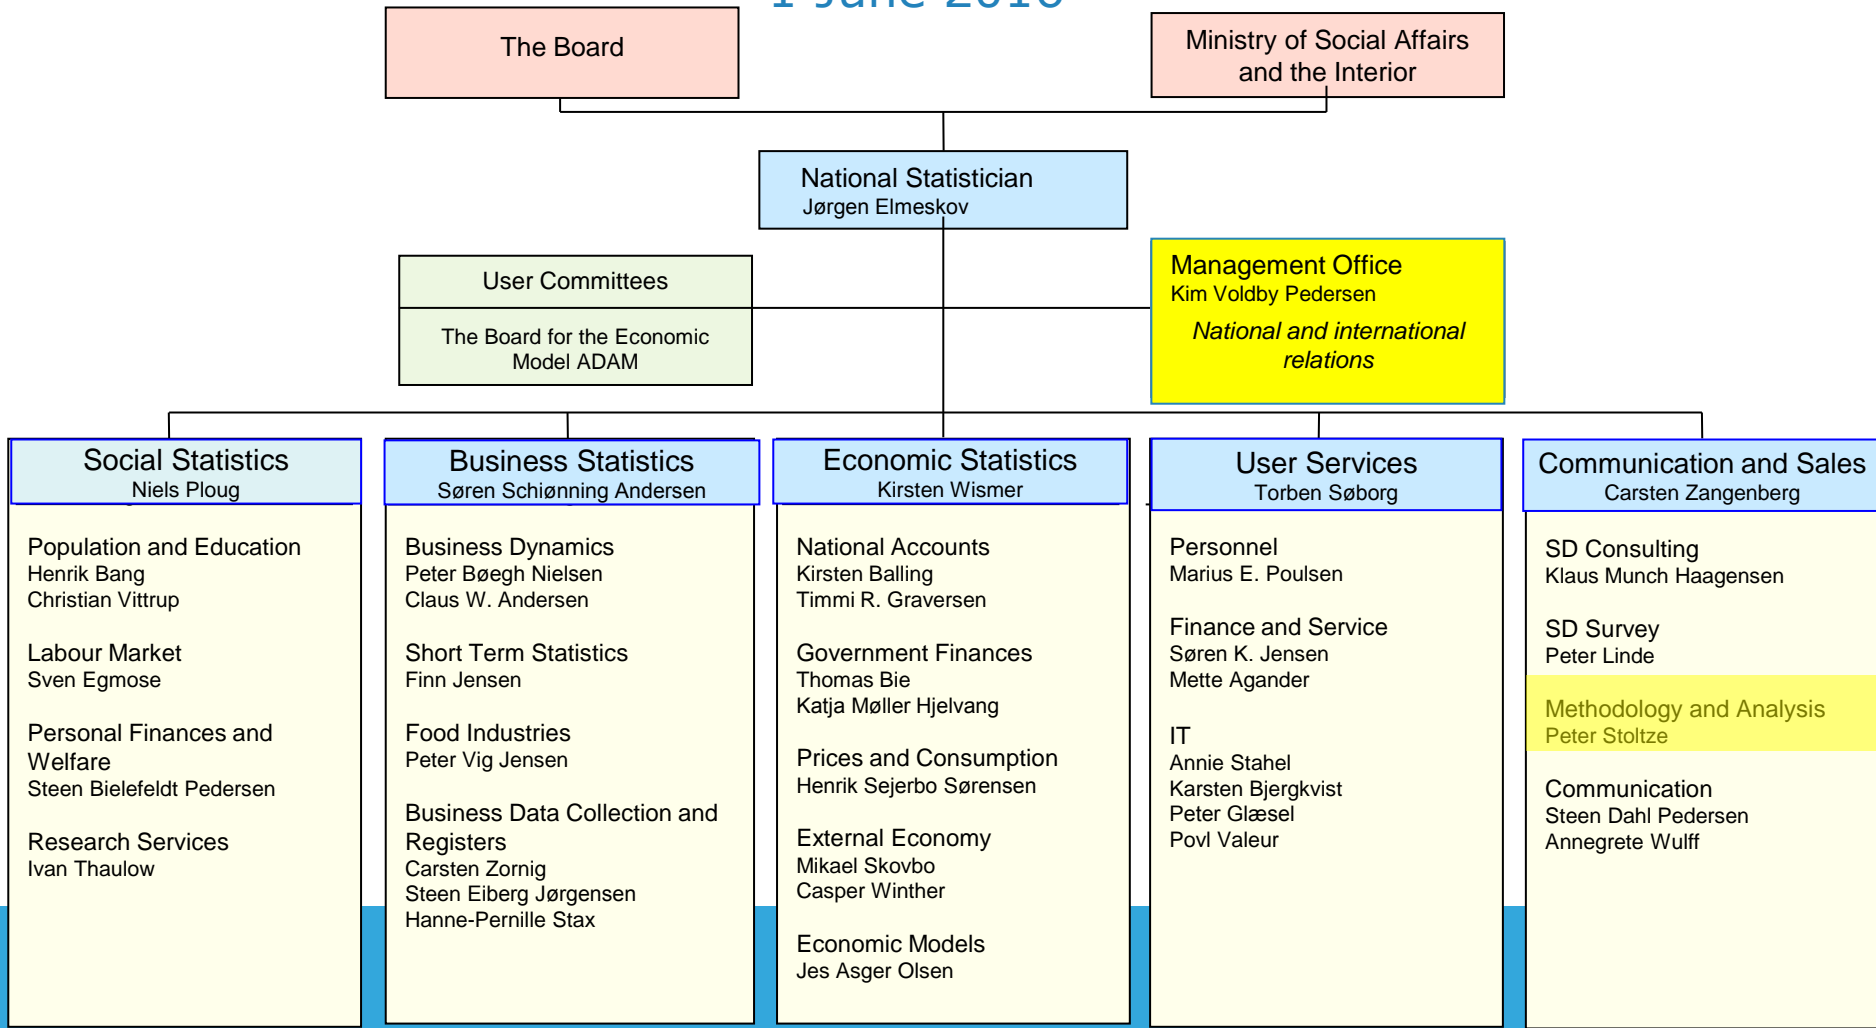 1 June 2016
The Board
Ministry of Social Affairs
and the Interior
National Statistician
Jørgen Elmeskov
User Committees
The Board for the Economic
Model ADAM
Management Office
Kim Voldby Pedersen
National and international
relations
Social Statistics
Niels Ploug
Population and Education
Henrik Bang
Christian Vittrup
Labour Market
Sven Egmose
Personal Finances and
Welfare
Steen Bielefeldt Pedersen
Research Services
Ivan Thaulow
Business Statistics
Søren Schiønning Andersen
Business Dynamics
Peter Bøegh Nielsen
Claus W. Andersen
Short Term Statistics
Finn Jensen
Food Industries
Peter Vig Jensen
Business Data Collection and
Registers
Carsten Zornig
Steen Eiberg Jørgensen
Hanne-Pernille Stax
Economic Statistics
Kirsten Wismer
National Accounts
Kirsten Balling
Timmi R. Graversen
Government Finances
Thomas Bie
Katja Møller Hjelvang
Prices and Consumption
Henrik Sejerbo Sørensen
External Economy
Mikael Skovbo
Casper Winther
Economic Models
Jes Asger Olsen
User Services
Torben Søborg
Personnel
Marius E. Poulsen
Finance and Service
Søren K. Jensen
Mette Agander
IT
Annie Stahel
Karsten Bjergkvist
Peter Glæsel
Povl Valeur
Communication and Sales
Carsten Zangenberg
SD Consulting
Klaus Munch Haagensen
SD Survey
Peter Linde
Methodology and Analysis
Peter Stoltze
Communication
Steen Dahl Pedersen
Annegrete Wulff